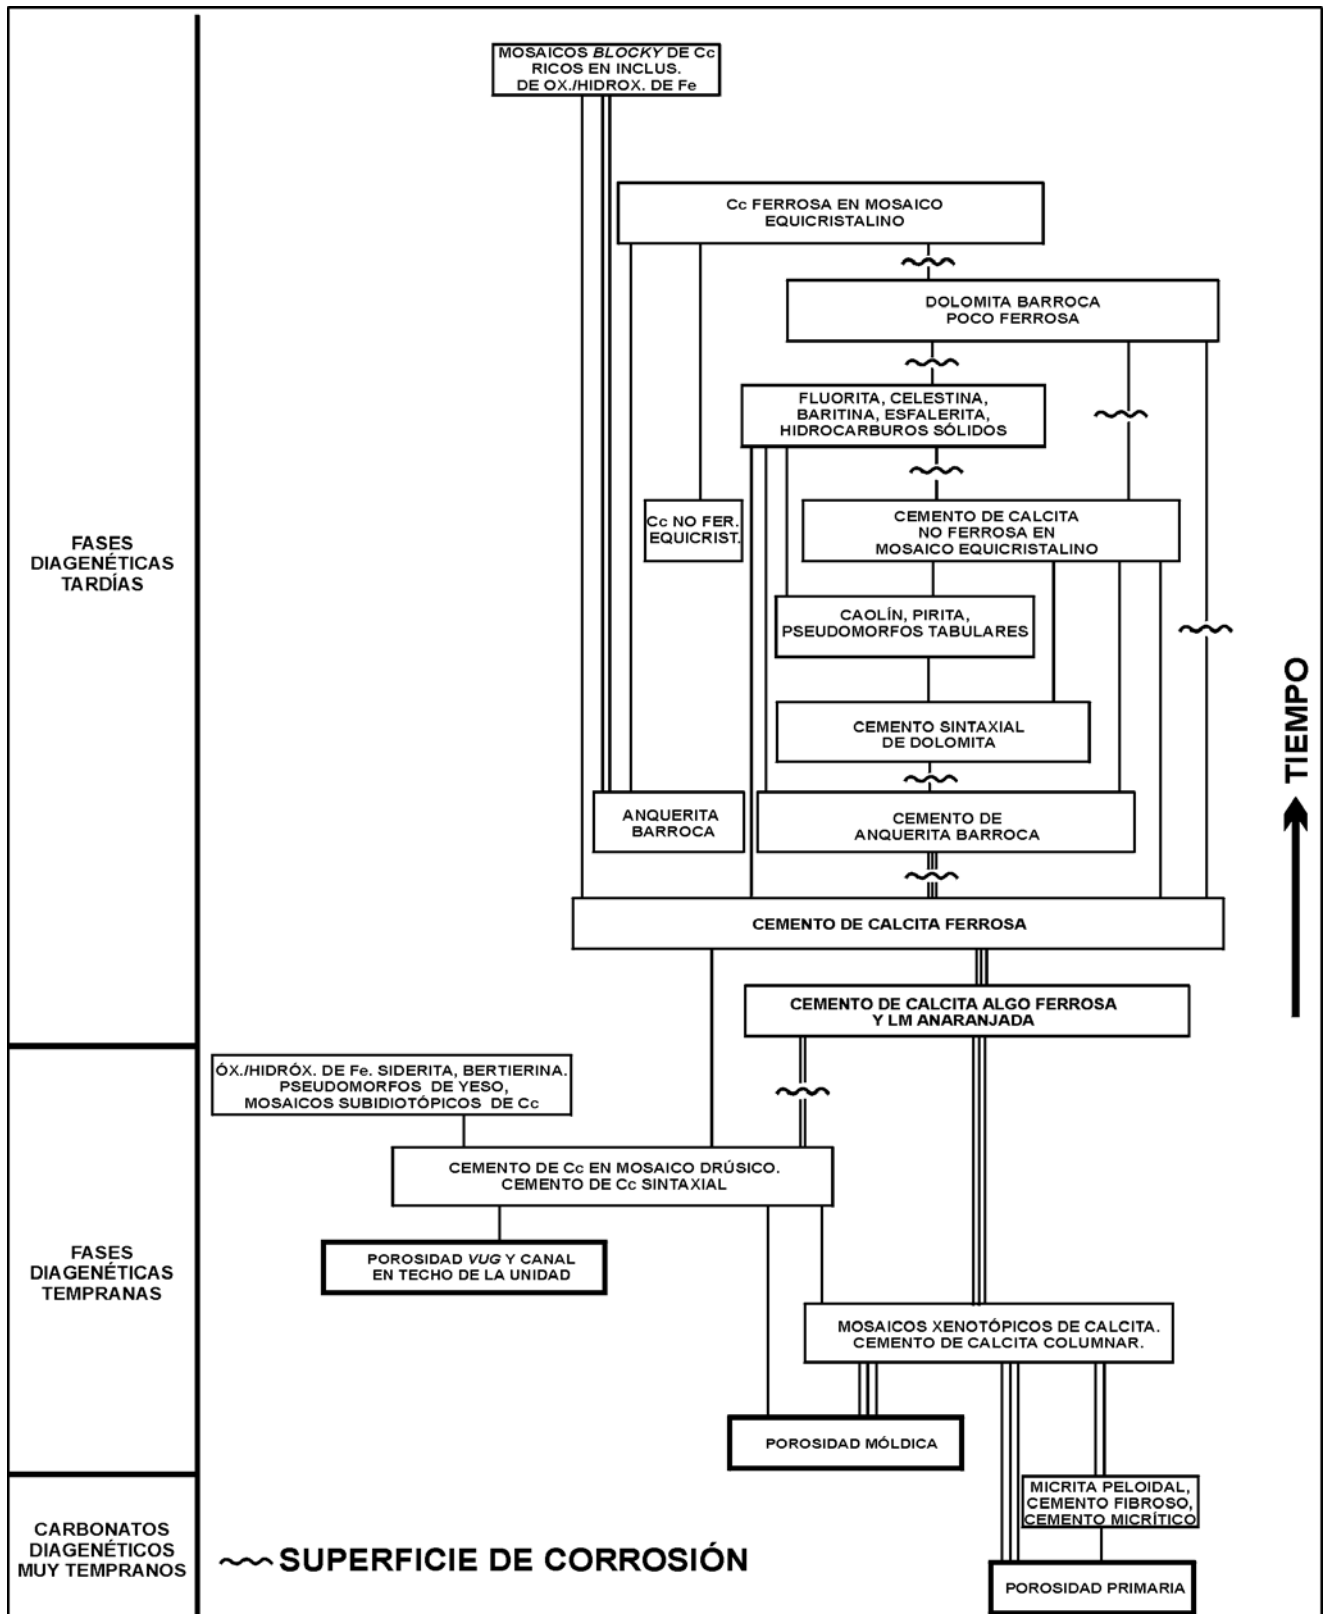 MOSAICOS BLOCKY DE Cc
RICOS EN INCLUS.
DE OX./HIDROX. DE Fe
Cc FERROSA EN MOSAICO
EQUICRISTALINO
DOLOMITA BARROCA
POCO FERROSA
FLUORITA, CELESTINA,
BARITINA, ESFALERITA,
HIDROCARBUROS SÓLIDOS
Cc NO FER.
EQUICRIST.
CEMENTO DE CALCITA
NO FERROSA EN
MOSAICO EQUICRISTALINO
FASES
DIAGENÉTICAS
TARDÍAS
CAOLÍN, PIRITA,
PSEUDOMORFOS TABULARES
CEMENTO SINTAXIAL
DE DOLOMITA
TIEMPO
ANQUERITA
BARROCA
CEMENTO DE
ANQUERITA BARROCA
CEMENTO DE CALCITA FERROSA
CEMENTO DE CALCITA ALGO FERROSA
Y LM ANARANJADA
ÓX./HIDRÓX. DE Fe. SIDERITA, BERTIERINA.
PSEUDOMORFOS DE YESO,
MOSAICOS SUBIDIOTÓPICOS DE Cc
CEMENTO DE Cc EN MOSAICO DRÚSICO.
CEMENTO DE Cc SINTAXIAL
FASES
DIAGENÉTICAS
TEMPRANAS
POROSIDAD VUG Y CANAL
EN TECHO DE LA UNIDAD
MOSAICOS XENOTÓPICOS DE CALCITA.
CEMENTO DE CALCITA COLUMNAR.
POROSIDAD MÓLDICA
MICRITA PELOIDAL,
CEMENTO FIBROSO,
CEMENTO MICRÍTICO
CARBONATOS
DIAGENÉTICOS
MUY TEMPRANOS
SUPERFICIE DE CORROSIÓN
POROSIDAD PRIMARIA